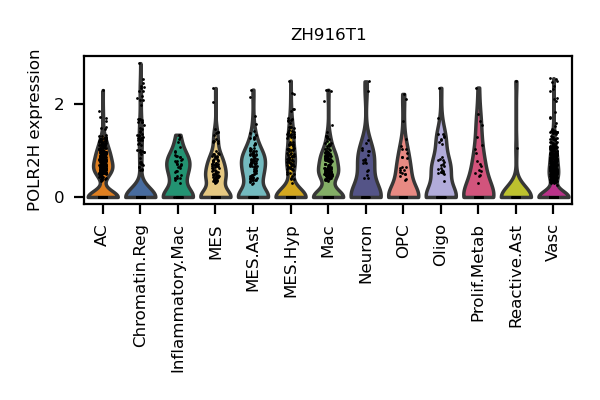 ZH916T1
POLR2H expression
2
0
AC
Chromatin.Reg
Inflammatory.Mac
MES
MES.Ast
MES.Hyp
Mac
Neuron
OPC
Oligo
Prolif.Metab
Reactive.Ast
Vasc